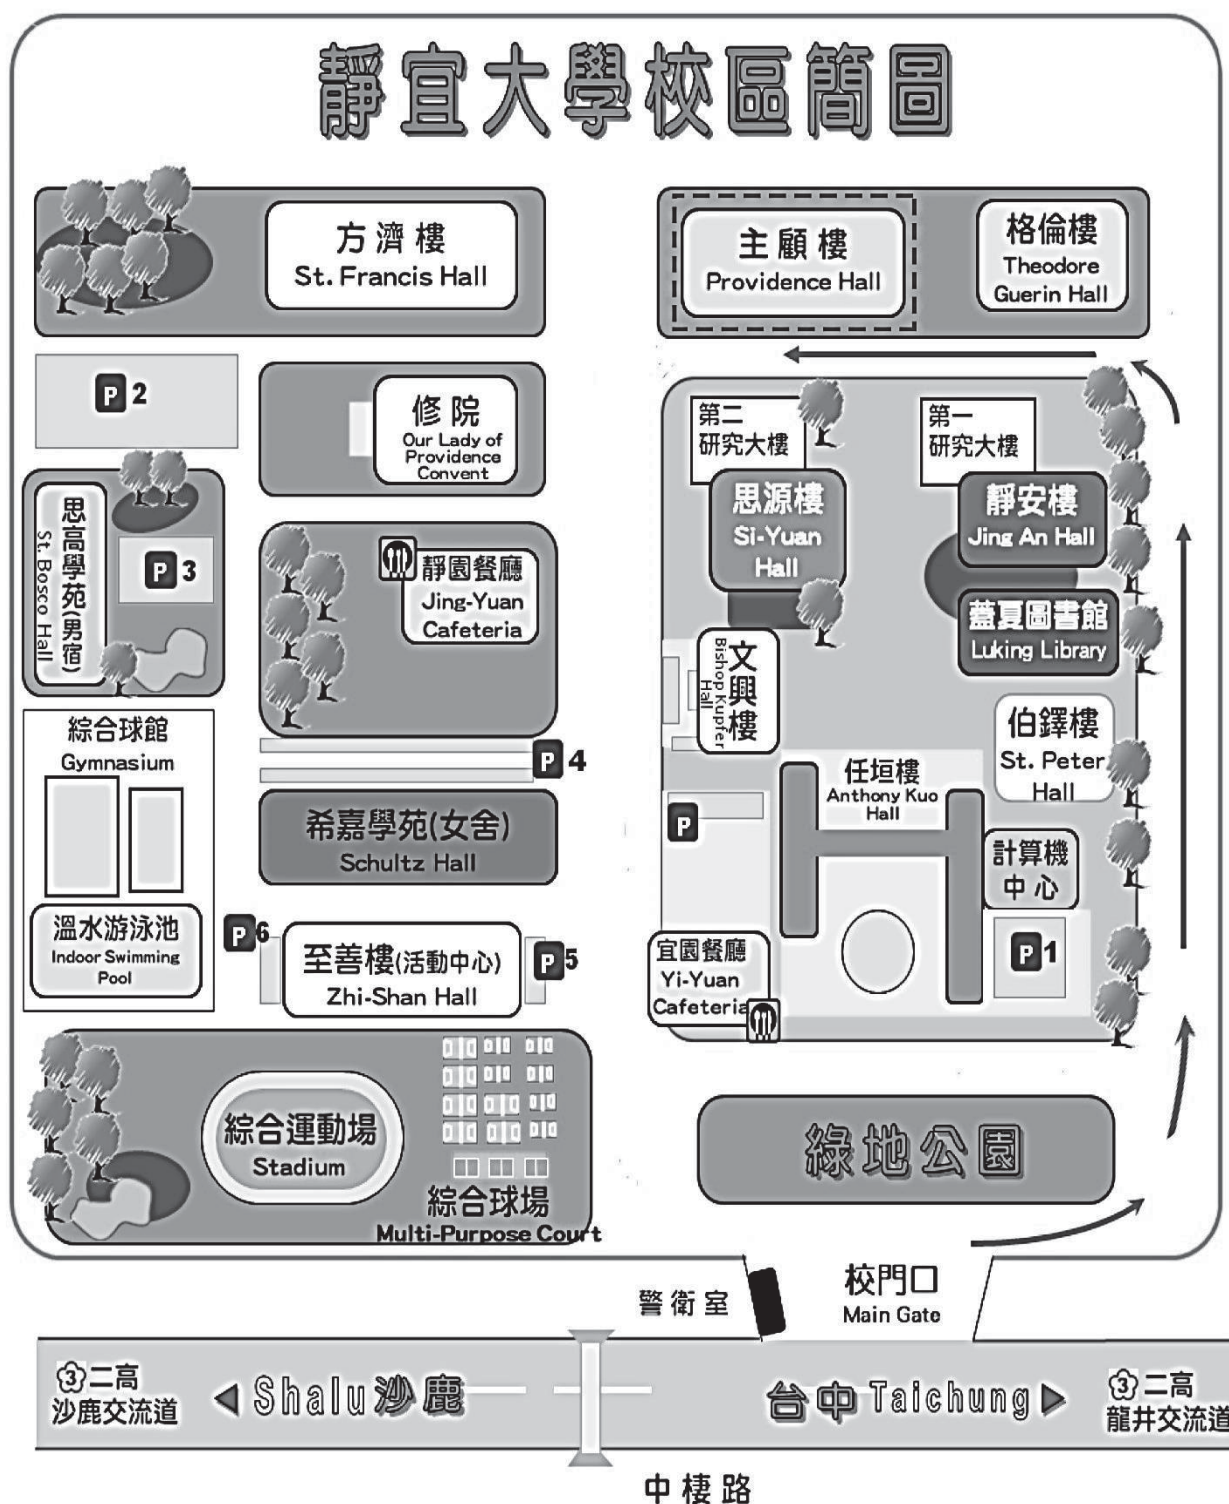 靜宜大學校區簡圖
方濟樓
St. Francis Hall
主顧樓
Providence Hall
格倫樓
Theodore
Guerin Hall
P 2
修院
Our Lady of
Providence
Convent
第二
研究大樓
第一
研究大樓
思源樓
Si-Yuan
Hall
靜安樓
Jing An Hall
思高學苑(男宿)
St. Bosco Hall
P 3
靜園餐廳
Jing-Yuan
Cafeteria
蓋夏圖書館
Luking Library
文興樓
Bishop Kupfer
Hall
伯鐸樓
St. Peter
Hall
綜合球館
Gymnasium
P 4
任垣樓
Anthony Kuo
Hall
希嘉學苑(女舍)
Schultz Hall
P
計算機
中心
溫水游泳池
Indoor Swimming
Pool
P 6
至善樓(活動中心)
Zhi-Shan Hall
P 5
宜園餐廳
Yi-Yuan
Cafeteria
P 1
綜合運動場
Stadium
綜合球場
Multi-Purpose Court
綠地公園
警衛室
校門口
Main Gate
3 二高
沙鹿交流道
Shalu 沙鹿
台中 Taichung
3 二高
龍井交流道
中棲路